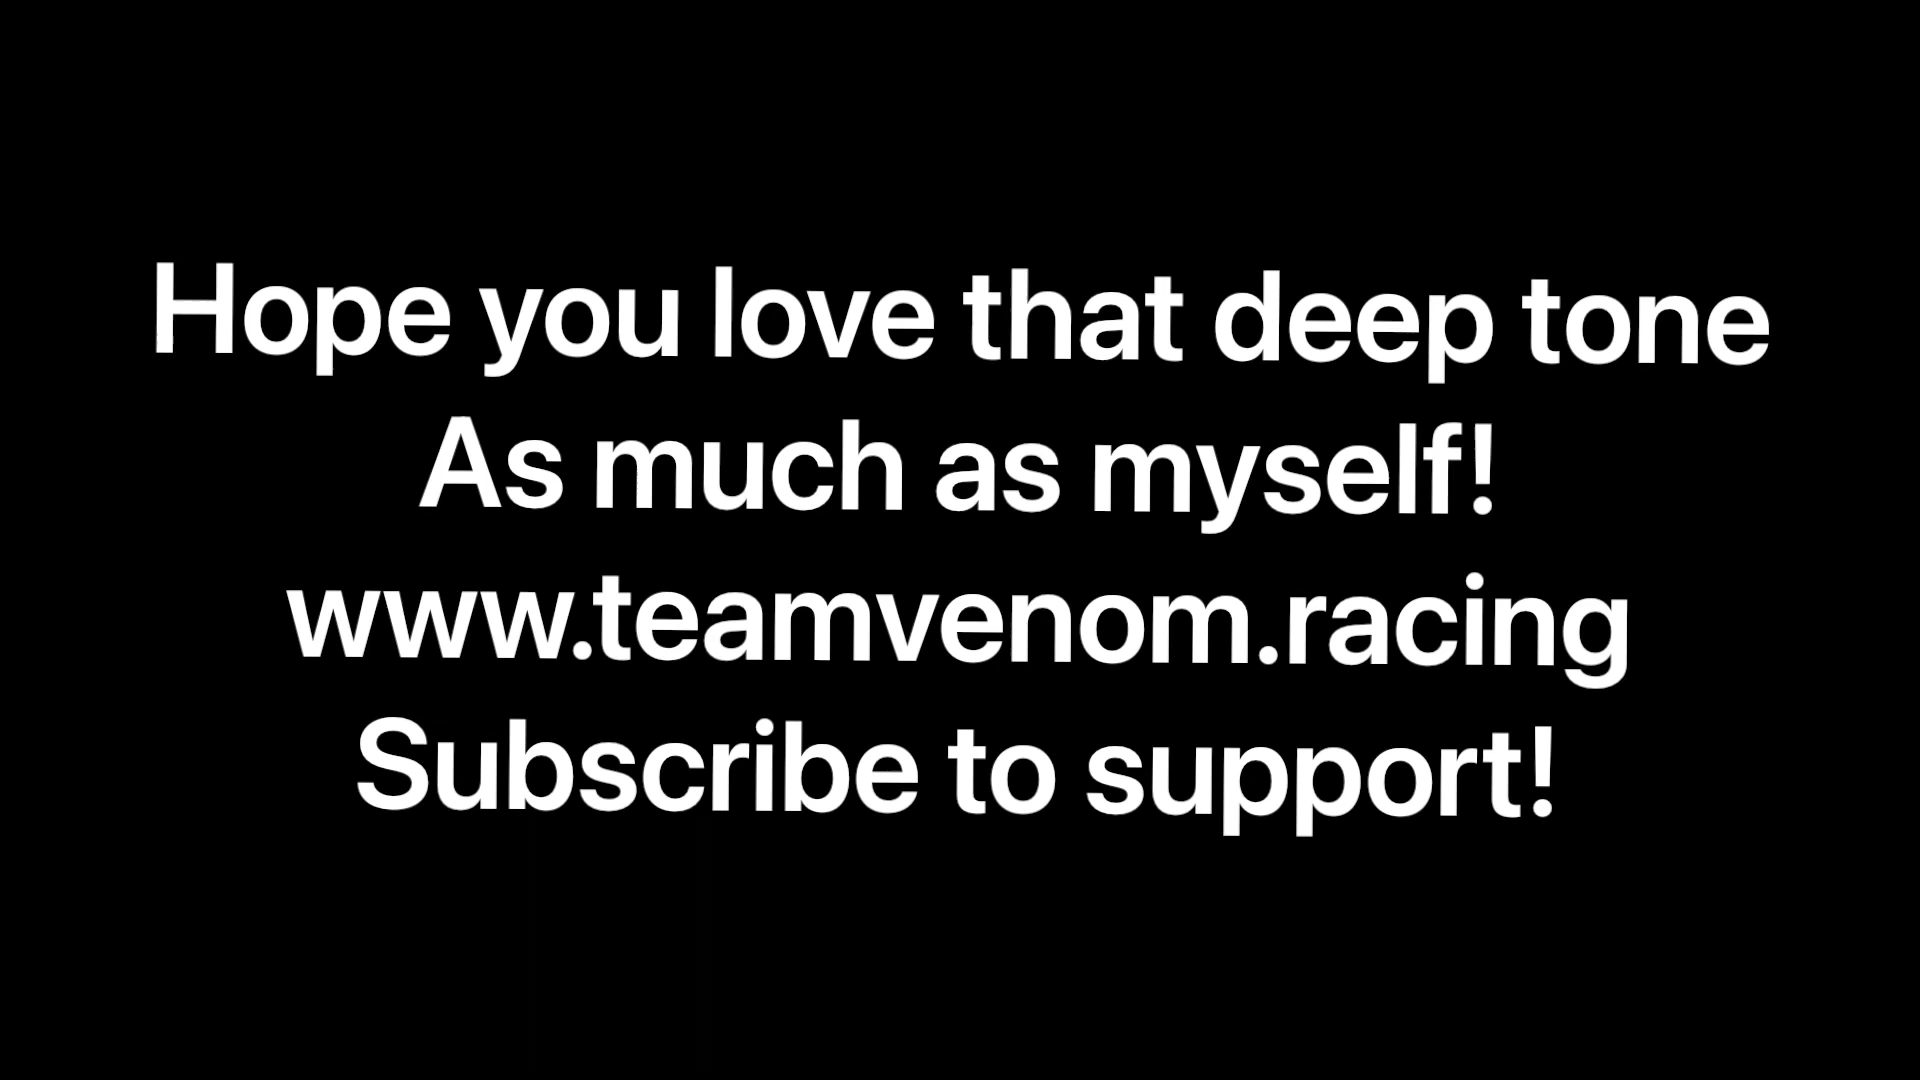 Hope you love that deep tone
As much as myself!
www.teamvenom.racing
Subscribe to support!